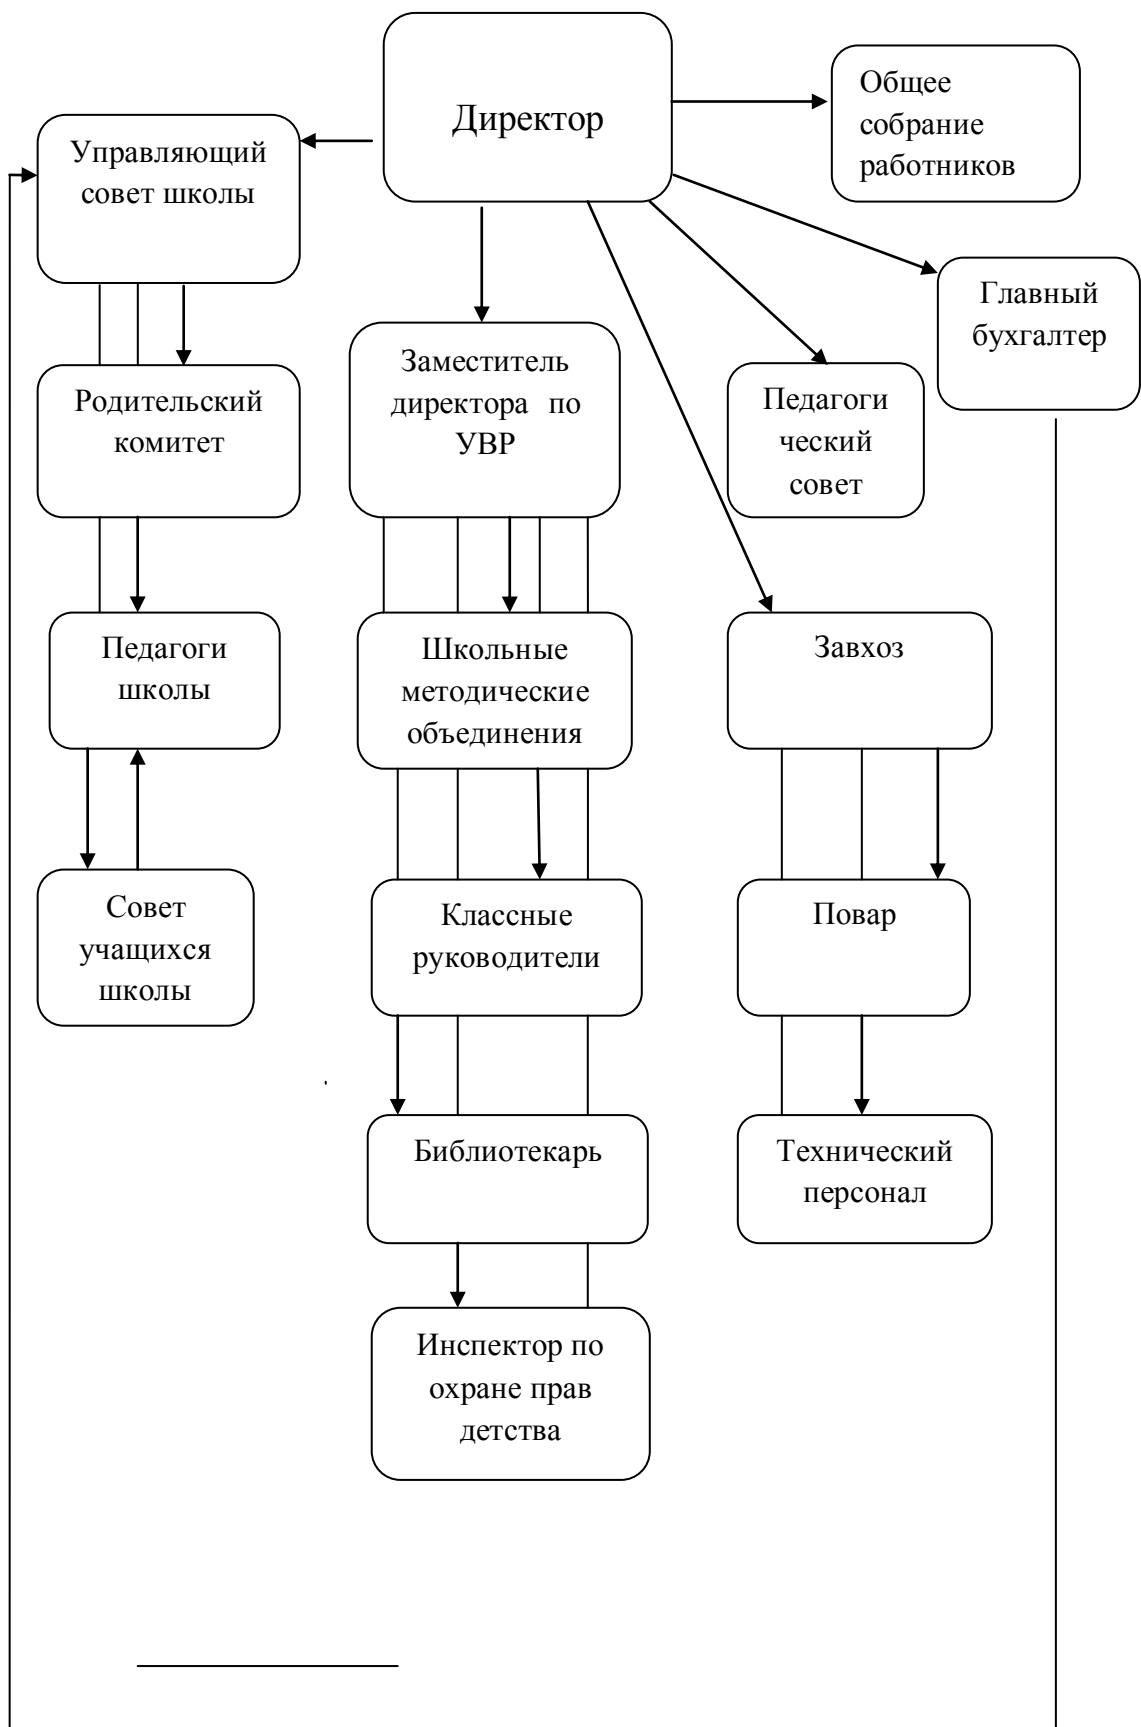 Директор
Общее
собрание
работников
Управляющий
совет школы
Главный
бухгалтер
Родительский
комитет
Заместитель
директора по
УВР
Педагоги
ческий
совет
Педагоги
школы
Школьные
методические
объединения
Завхоз
Совет
учащихся
школы
Классные
руководители
Повар
Библиотекарь
Технический
персонал
Инспектор по
охране прав
детства